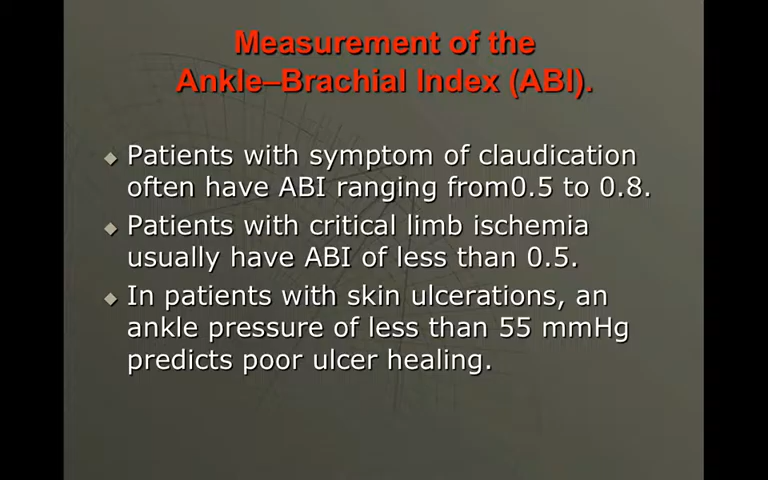 Measurement of the
Ankle–Brachial Index (ABI).
Patients with symptom of claudication
often have ABI ranging from0.5 to 0.8.
Patients with critical limb ischemia
usually have ABI of less than 0.5.
In patients with skin ulcerations, an
ankle pressure of less than 55 mmHg
predicts poor ulcer healing.